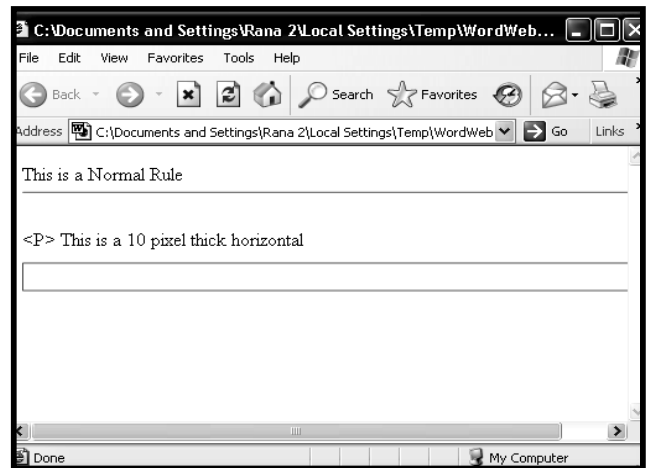 C:\Documents and Settings\Rana 2\Local Settings\Temp\WordWeb...
File Edit View Favorites Tools Help
Back Search Favorites
Address C:\Documents and Settings\Rana 2\Local Settings\Temp\WordWeb Go Links
This is a Normal Rule
<P> This is a 10 pixel thick horizontal
Done My Computer